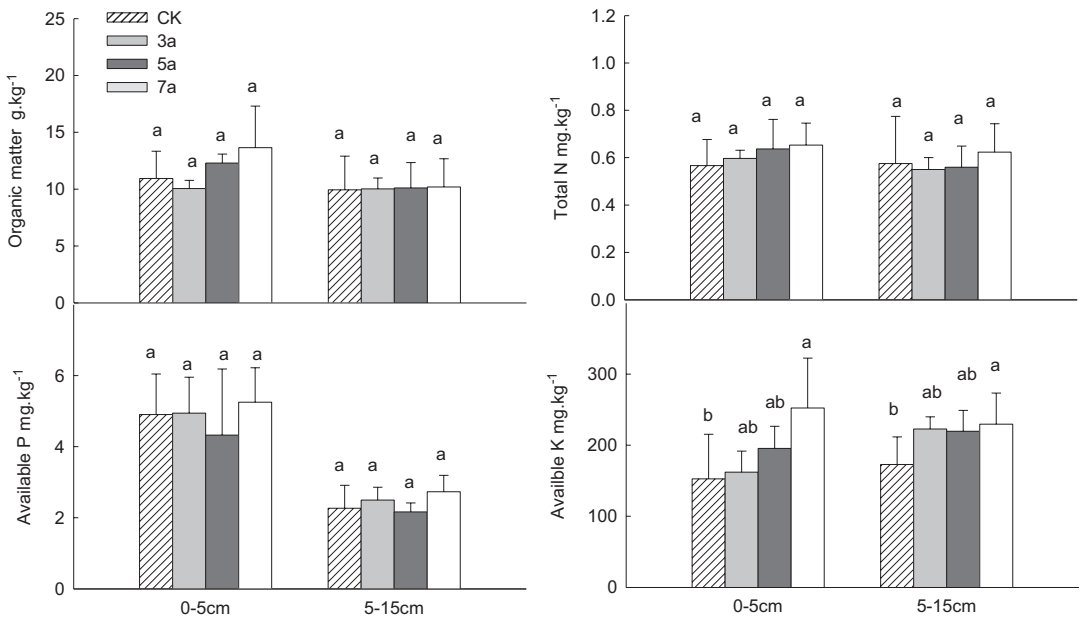 25
20
15
10
5
0
Organic matter g.kg-1
CK
3a
5a
7a
a a a a a a a a
1.2
1.0
0.8
0.6
0.4
0.2
0.0
Total N mg.kg-1
a a a a a a a a
6
4
2
0
Available P mg.kg-1
a a a a a a a a
0-5cm 5-15cm
300
200
100
0
Availble K mg.kg-1
b ab ab a b ab ab a
0-5cm 5-15cm